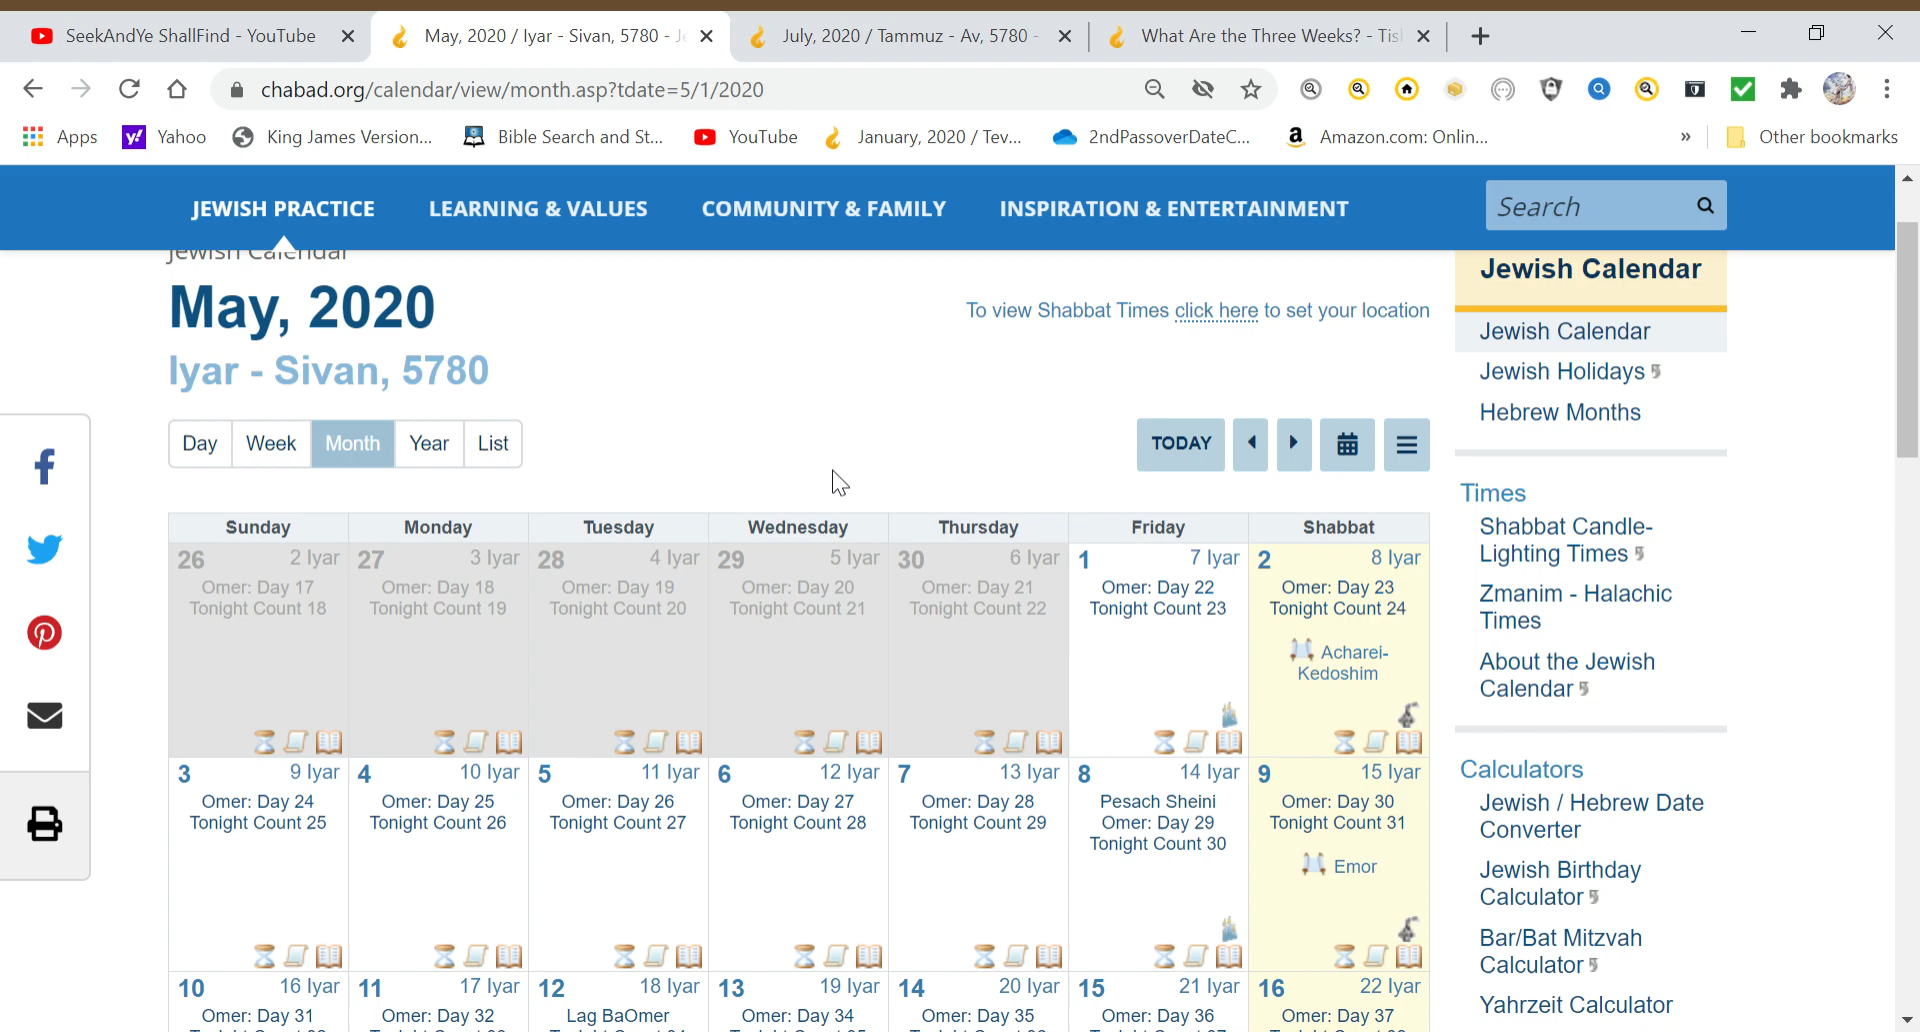 SeekAndYe ShallFind - YouTube
May, 2020 / Iyar - Sivan, 5780 -
July, 2020 / Tammuz - Av, 5780 -
What Are the Three Weeks? - Tis
chabad.org/calendar/view/month.asp?tdate=5/1/2020
Apps
Yahoo
King James Version...
Bible Search and St...
YouTube
January, 2020 / Tev...
2ndPassoverDateC...
Amazon.com: Onlin...
»
Other bookmarks
JEWISH PRACTICE
LEARNING & VALUES
COMMUNITY & FAMILY
INSPIRATION & ENTERTAINMENT
Search
Jewish Calendar
May, 2020
Iyar - Sivan, 5780
To view Shabbat Times click here to set your location
Day Week Month Year List
TODAY
Sunday Monday Tuesday Wednesday Thursday Friday Shabbat
26 2 Iyar 27 3 Iyar 28 4 Iyar 29 5 Iyar 30 6 Iyar 1 7 Iyar 2 8 Iyar
Omer: Day 17 Omer: Day 18 Omer: Day 19 Omer: Day 20 Omer: Day 21 Omer: Day 22 Omer: Day 23
Tonight Count 18 Tonight Count 19 Tonight Count 20 Tonight Count 21 Tonight Count 22 Tonight Count 23 Tonight Count 24
Acharei-
Kedoshim
3 9 Iyar 4 10 Iyar 5 11 Iyar 6 12 Iyar 7 13 Iyar 8 14 Iyar 9 15 Iyar
Omer: Day 24 Omer: Day 25 Omer: Day 26 Omer: Day 27 Omer: Day 28 Pesach Sheini Omer: Day 30
Tonight Count 25 Tonight Count 26 Tonight Count 27 Tonight Count 28 Tonight Count 29 Omer: Day 29 Tonight Count 31
Tonight Count 30
Emor
10 16 Iyar 11 17 Iyar 12 18 Iyar 13 19 Iyar 14 20 Iyar 15 21 Iyar 16 22 Iyar
Omer: Day 31 Omer: Day 32 Lag BaOmer Omer: Day 34 Omer: Day 35 Omer: Day 36 Omer: Day 37
Jewish Calendar
Jewish Calendar
Jewish Holidays
Hebrew Months
Times
Shabbat Candle-
Lighting Times
Zmanim - Halachic
Times
About the Jewish
Calendar
Calculators
Jewish / Hebrew Date
Converter
Jewish Birthday
Calculator
Bar/Bat Mitzvah
Calculator
Yahrzeit Calculator